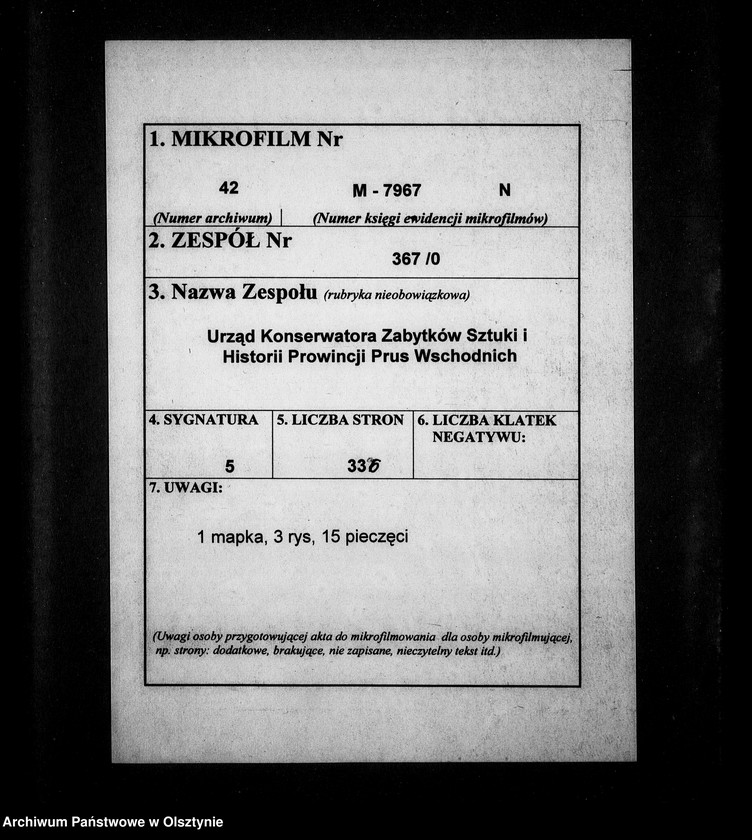 1. MIKROFILM Nr
42 M - 7967 N
(Numer archiwum) (Numer księgi ewidencji mikrofilmów)
2. ZESPÓŁ Nr
367 /0
3. Nazwa Zespołu (rubryka nieobowiązkowa)
Urząd Konserwatora Zabytków Sztuki i
Historii Prowincji Prus Wschodnich
4. SYGNATURA 5. LICZBA STRON 6. LICZBA KLATEK
NEGATYWU:
5
7. UWAGI:
1 mapka, 3 rys, 15 pieczęci
(Uwagi osoby przygotowującej akta do mikrofilmowania dla osoby mikrofilmującej,
np. strony: dodatkowe, brakujące, nie zapisane, nieczytelny tekst itd.)
Archiwum Państwowe w Olsztynie